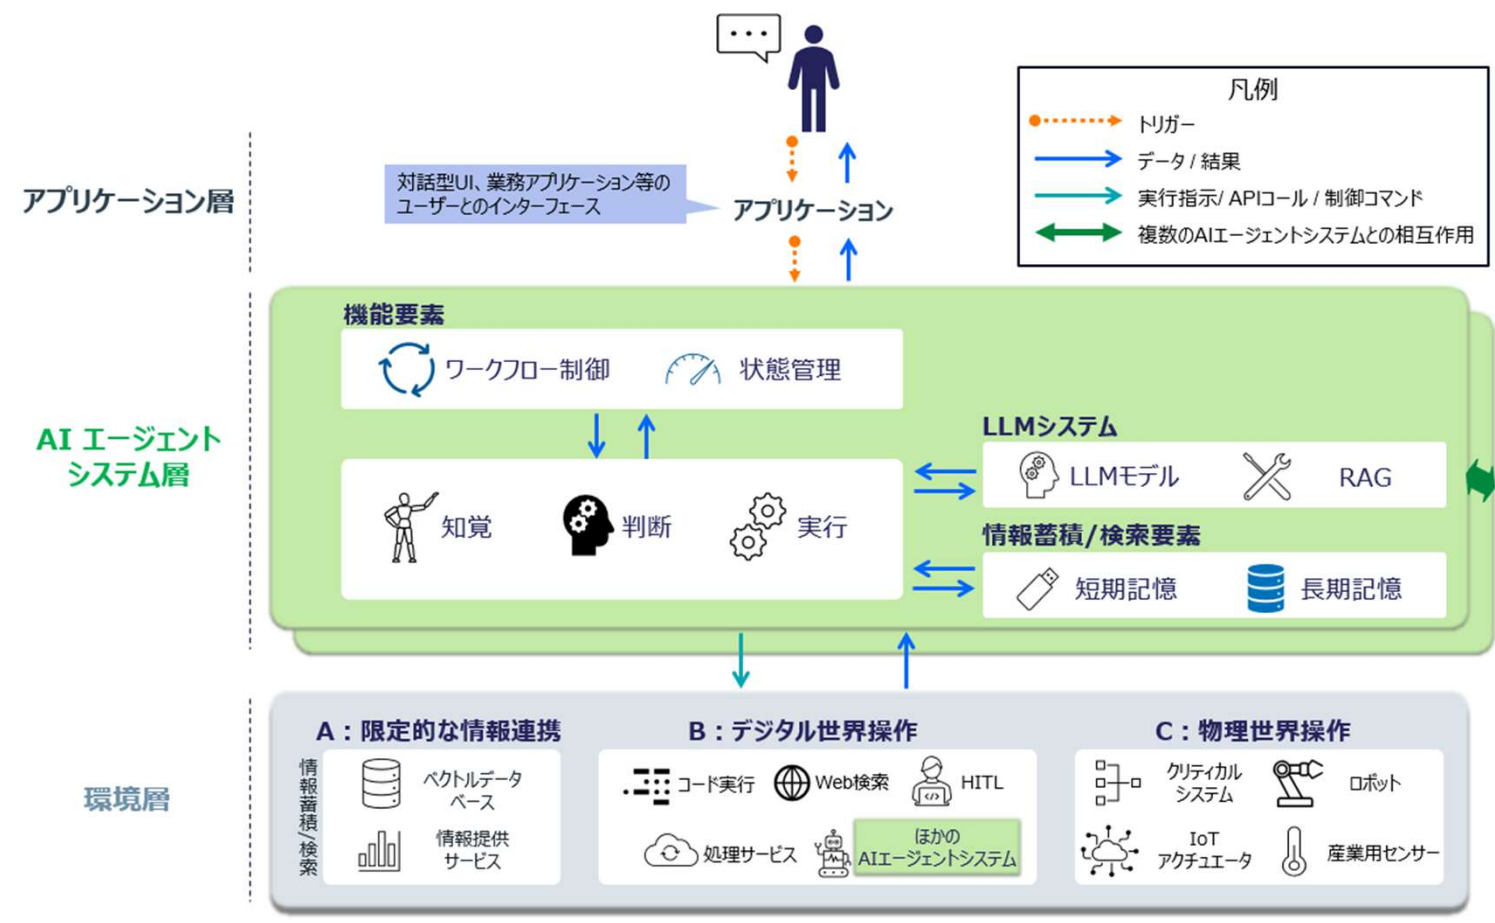 凡例
トリガー
データ / 結果
実行指示/ APIコール / 制御コマンド
複数のAIエージェントシステムとの相互作用
アプリケーション層
対話型UI、業務アプリケーション等の
ユーザーとのインターフェース
アプリケーション
AI エージェント
システム層
機能要素
ワークフロー制御
状態管理
知覚
判断
実行
LLMシステム
LLMモデル
RAG
情報蓄積/検索要素
短期記憶
長期記憶
環境層
A：限定的な情報連携
情報蓄積/検索
ベクトルデータ
ベース
情報提供
サービス
B：デジタル世界操作
コード実行
Web検索
HITL
処理サービス
ほかの
AIエージェントシステム
C：物理世界操作
クリティカル
システム
ロボット
IoT
アクチュエータ
産業用センサー